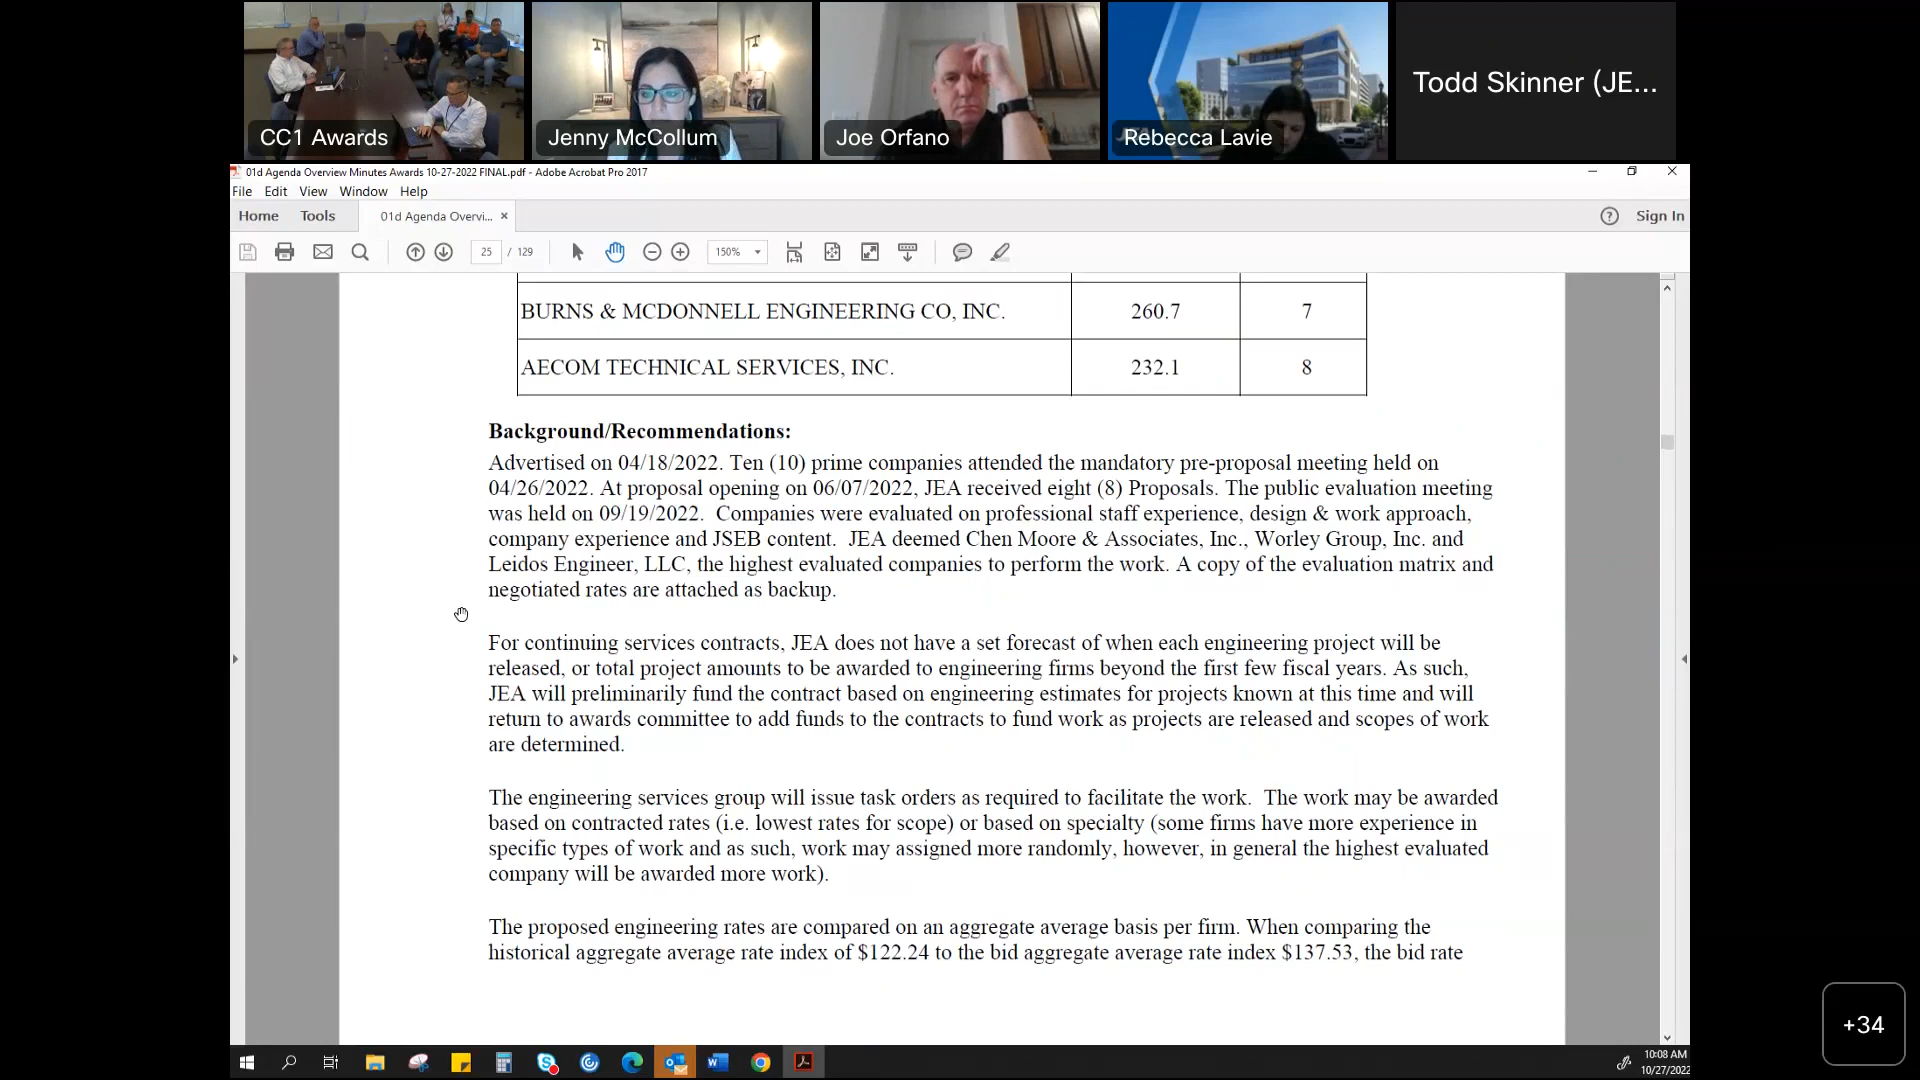 CC1 Awards
Jenny McCollum
Joe Orfano
Rebecca Lavie
Todd Skinner (JE...
01d Agenda Overview Minutes Awards 10-27-2022 FINAL.pdf - Adobe Acrobat Pro 2017
File Edit View Window Help
Home Tools 01d Agenda Overvi... × Sign In
25 / 129 150%
BURNS & MCDONNELL ENGINEERING CO, INC. 260.7 7
AECOM TECHNICAL SERVICES, INC. 232.1 8
Background/Recommendations:
Advertised on 04/18/2022. Ten (10) prime companies attended the mandatory pre-proposal meeting held on
04/26/2022. At proposal opening on 06/07/2022, JEA received eight (8) Proposals. The public evaluation meeting
was held on 09/19/2022. Companies were evaluated on professional staff experience, design & work approach,
company experience and JSEB content. JEA deemed Chen Moore & Associates, Inc., Worley Group, Inc. and
Leidos Engineer, LLC, the highest evaluated companies to perform the work. A copy of the evaluation matrix and
negotiated rates are attached as backup.
For continuing services contracts, JEA does not have a set forecast of when each engineering project will be
released, or total project amounts to be awarded to engineering firms beyond the first few fiscal years. As such,
JEA will preliminarily fund the contract based on engineering estimates for projects known at this time and will
return to awards committee to add funds to the contracts to fund work as projects are released and scopes of work
are determined.
The engineering services group will issue task orders as required to facilitate the work. The work may be awarded
based on contracted rates (i.e. lowest rates for scope) or based on specialty (some firms have more experience in
specific types of work and as such, work may assigned more randomly, however, in general the highest evaluated
company will be awarded more work).
The proposed engineering rates are compared on an aggregate average basis per firm. When comparing the
historical aggregate average rate index of $122.24 to the bid aggregate average rate index $137.53, the bid rate
+34
10:08 AM
10/27/2022